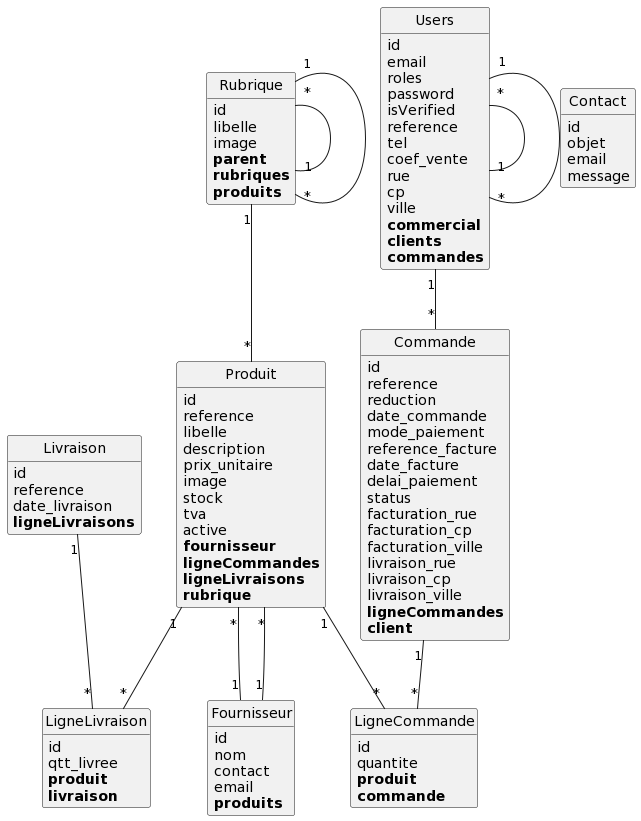 Users
id
email
roles
password
isVerified
reference
tel
coef_vente
rue
cp
ville
commercial
clients
commandes
1
*
1
*
Rubrique
id
libelle
image
parent
rubriques
produits
1
*
1
*
Contact
id
objet
email
message
1
*
1
*
Produit
id
reference
libelle
description
prix_unitaire
image
stock
tva
active
fournisseur
ligneCommandes
ligneLivraisons
rubrique
Commande
id
reference
reduction
date_commande
mode_paiement
reference_facture
date_facture
delai_paiement
status
facturation_rue
facturation_cp
facturation_ville
livraison_rue
livraison_cp
livraison_ville
ligneCommandes
client
Livraison
id
reference
date_livraison
ligneLivraisons
1
*
1
*
*
1
*
1
1
*
1
*
LigneLivraison
id
qtt_livree
produit
livraison
Fournisseur
id
nom
contact
email
produits
LigneCommande
id
quantite
produit
commande